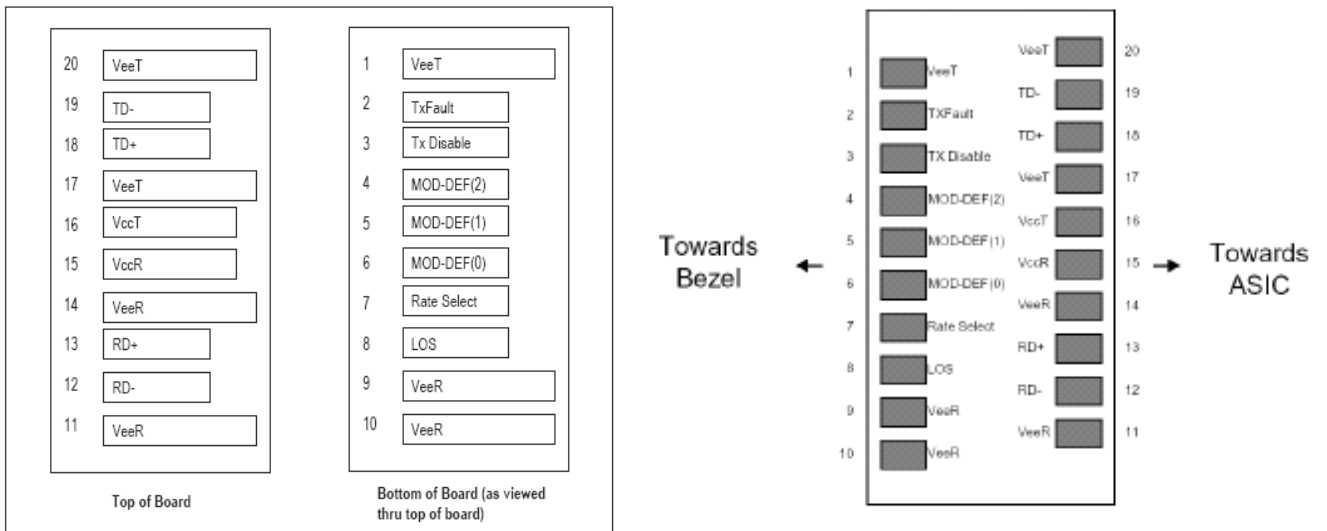 20 VeeT
19 TD-
18 TD+
17 VeeT
16 VccT
15 VccR
14 VeeR
13 RD+
12 RD-
11 VeeR
Top of Board
1 VeeT
2 TxFault
3 Tx Disable
4 MOD-DEF(2)
5 MOD-DEF(1)
6 MOD-DEF(0)
7 Rate Select
8 LOS
9 VeeR
10 VeeR
Bottom of Board (as viewed
thru top of board)
Towards
Bezel
1 VeeT
2 TXFault
3 TX Disable
4 MOD-DEF(2)
5 MOD-DEF(1)
6 MOD-DEF(0)
7 Rate Select
8 LOS
9 VeeR
10 VeeR
VeeT 20
TD- 19
TD+ 18
VeeT 17
VccT 16
VccR 15
VeeR 14
RD+ 13
RD- 12
VeeR 11
Towards
ASIC